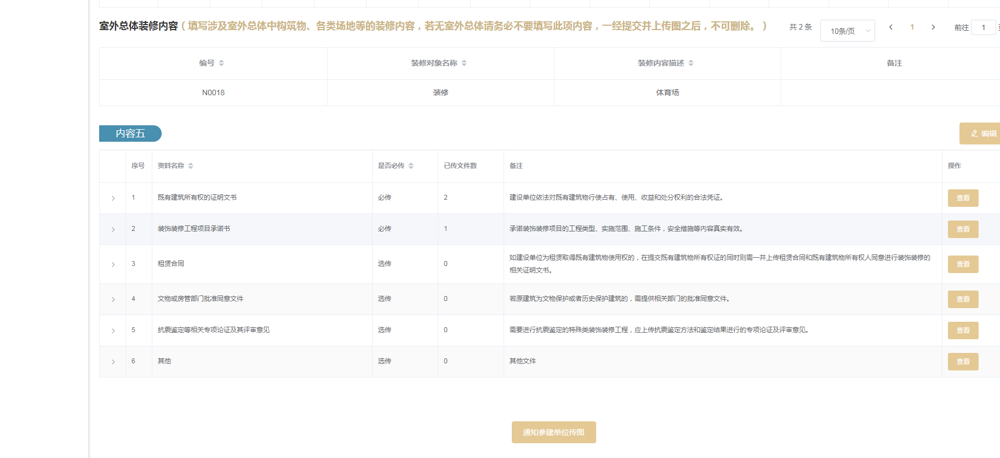 室外总体装修内容（填写涉及室外总体中构筑物、各类场地等的装修内容，若无室外总体请务必不要填写此项内容，一经提交并上传图之后，不可删除。） 共 2 条 10条/页 1 前往 1
编号 装修对象名称 装修内容描述 备注
N0018 装修 体育场
内容五 编辑
序号 资料名称 是否必传 已传文件数 备注 操作
1 既有建筑所有权的证明文书 必传 2 建设单位依法对既有建筑物行使占有、使用、收益和处分权利的合法凭证。 查看
2 装饰装修工程项目承诺书 必传 1 承诺装饰装修项目的工程类型、实施范围、施工条件，安全措施等内容真实有效。 查看
3 租赁合同 选传 0 如建设单位为租赁取得既有建筑物使用权的，在提交既有建筑物所有权证的同时则需一并上传租赁合同和既有建筑物所有权人同意进行装饰装修的
相关证明文书。 查看
4 文物或房管部门批准同意文件 选传 0 若原建筑为文物保护或者历史保护建筑的，需提供相关部门的批准同意文件。 查看
5 抗震鉴定等相关专项论证及其评审意见 选传 0 需要进行抗震鉴定的特殊类装饰装修工程，应上传抗震鉴定方法和鉴定结果进行的专项论证及评审意见。 查看
6 其他 选传 0 其他文件 查看
通知参建单位传图